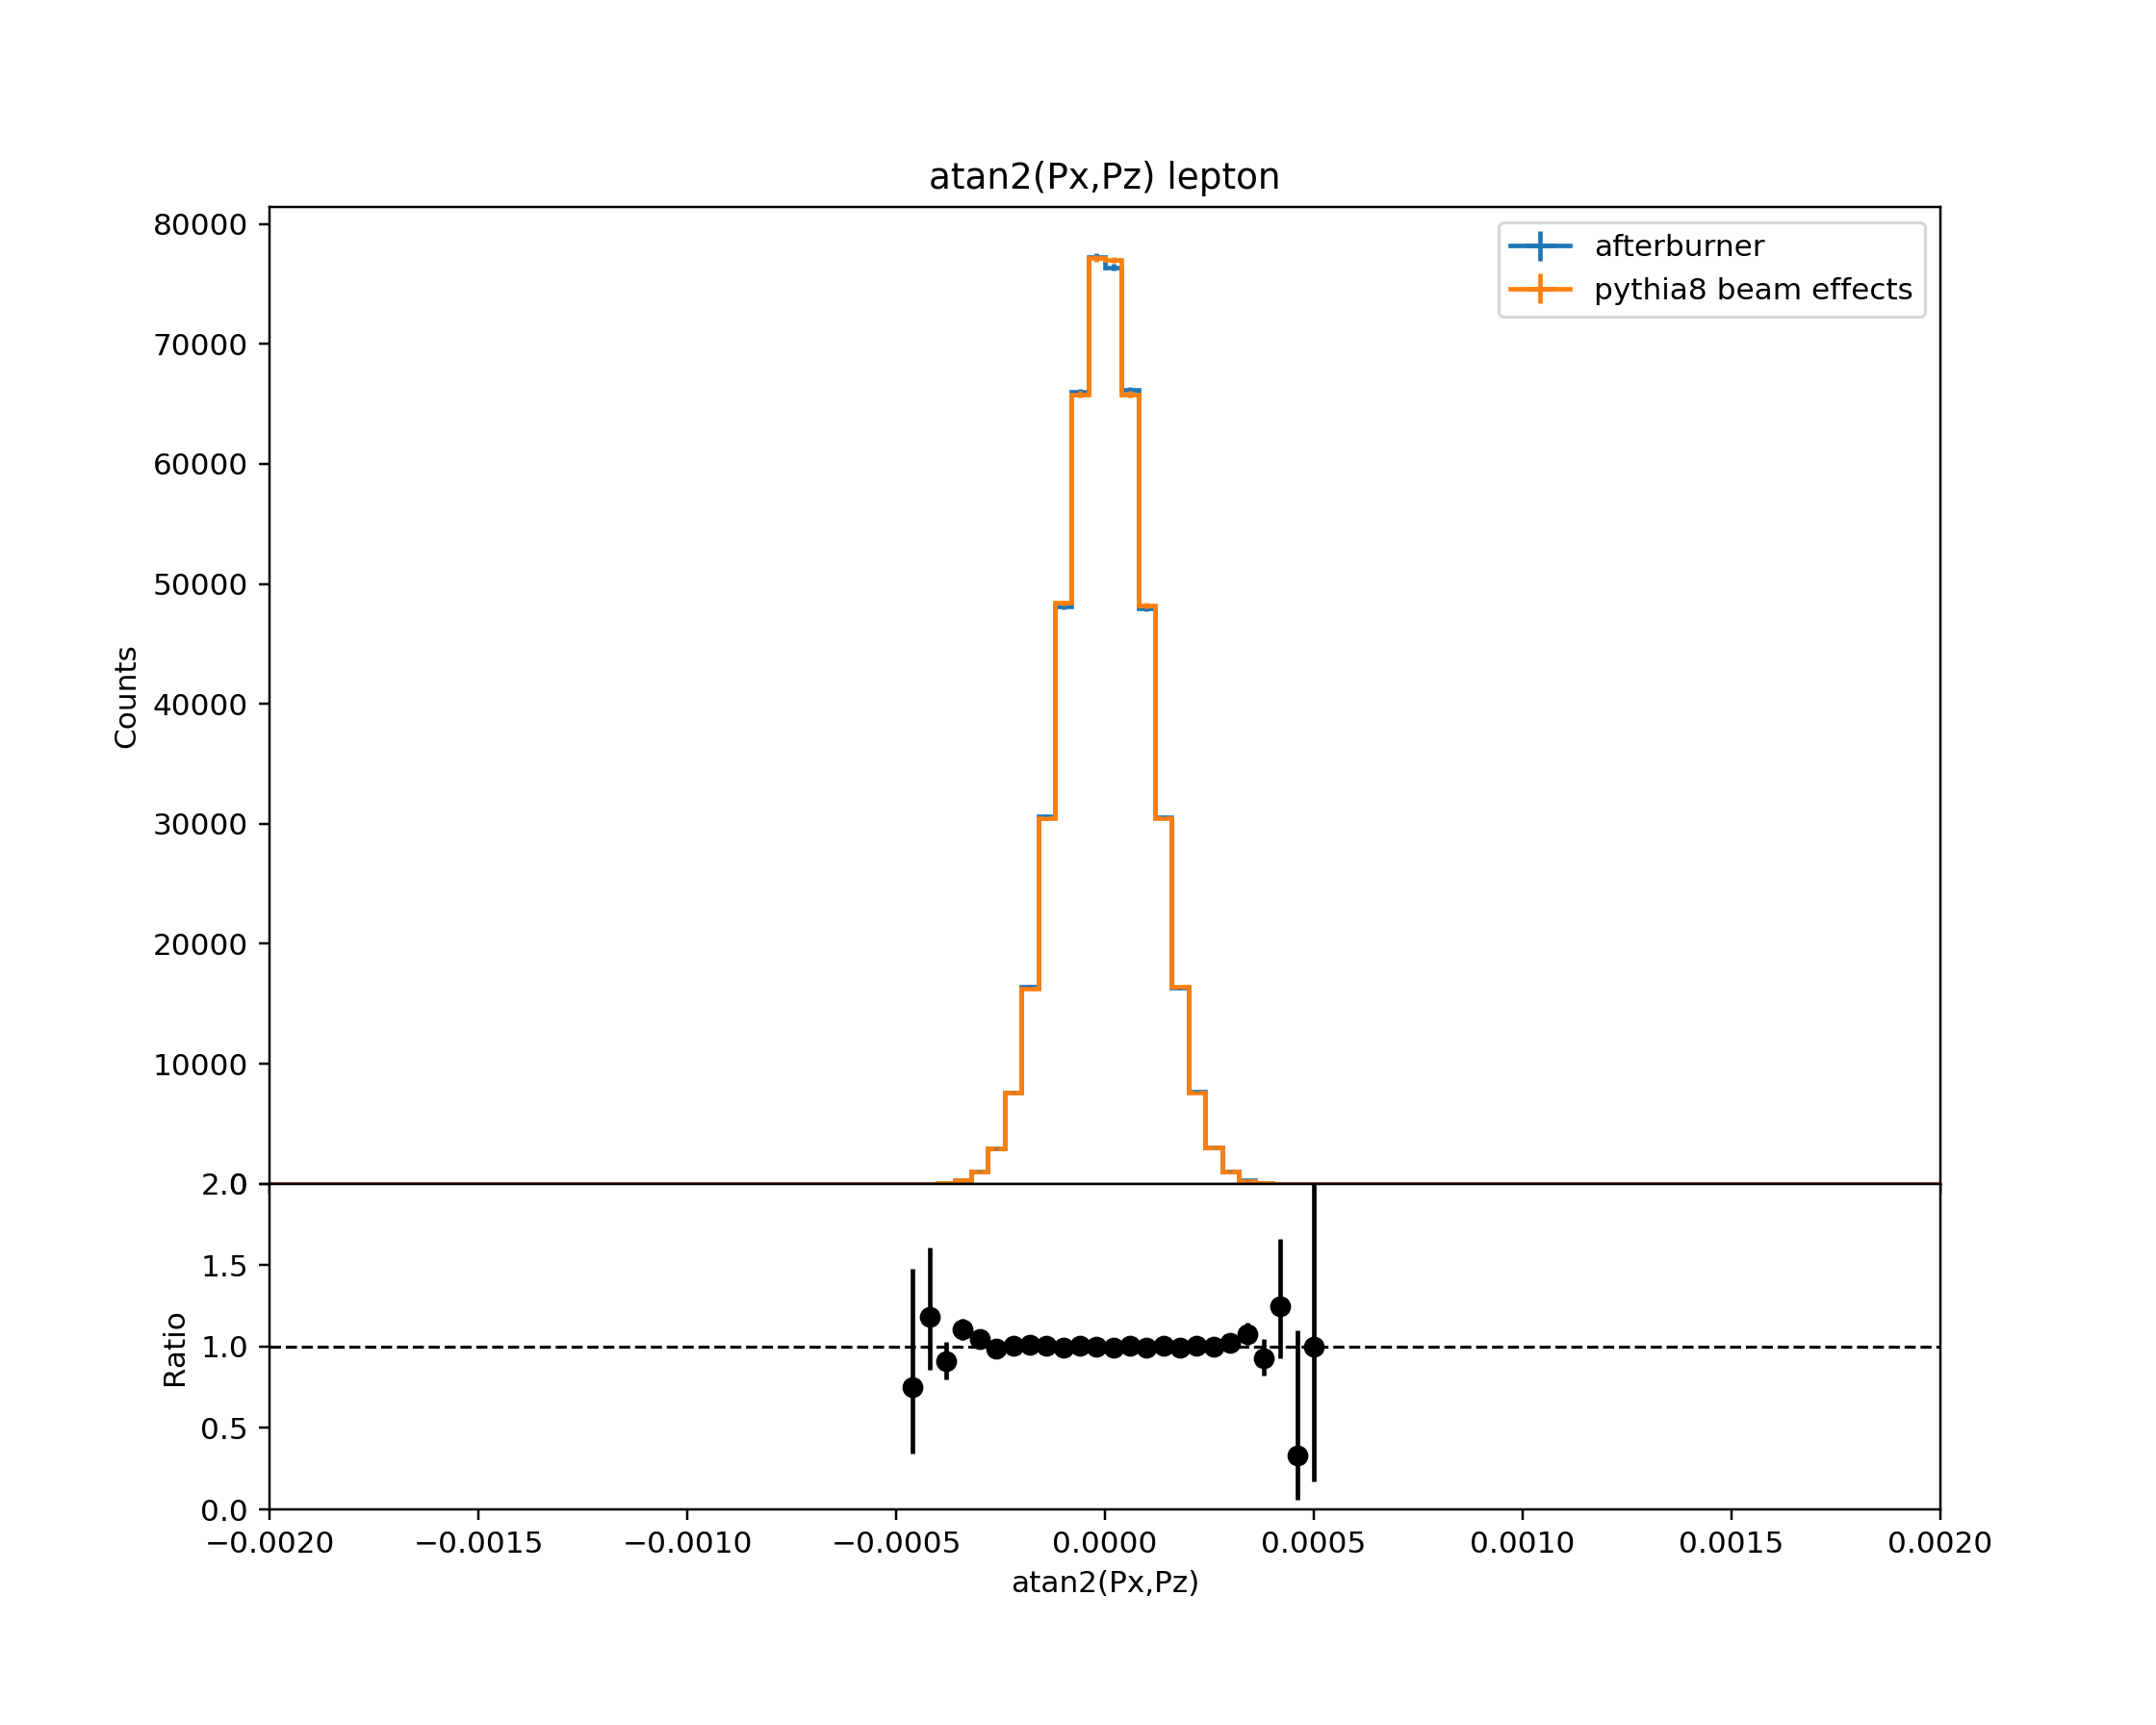 atan2(Px,Pz) lepton
80000
70000
60000
50000
40000
30000
20000
10000
Counts
afterburner
pythia8 beam effects
2.0
1.5
1.0
0.5
0.0
Ratio
−0.0020 −0.0015 −0.0010 −0.0005 0.0000 0.0005 0.0010 0.0015 0.0020
atan2(Px,Pz)